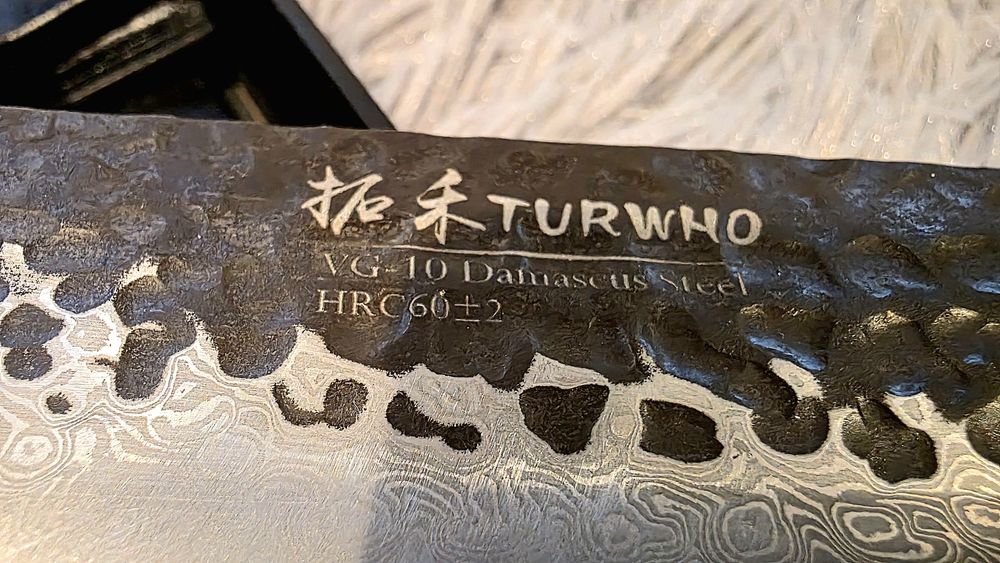 拓禾TURWHO
VG-10 Damascus Steel
HRC60±2